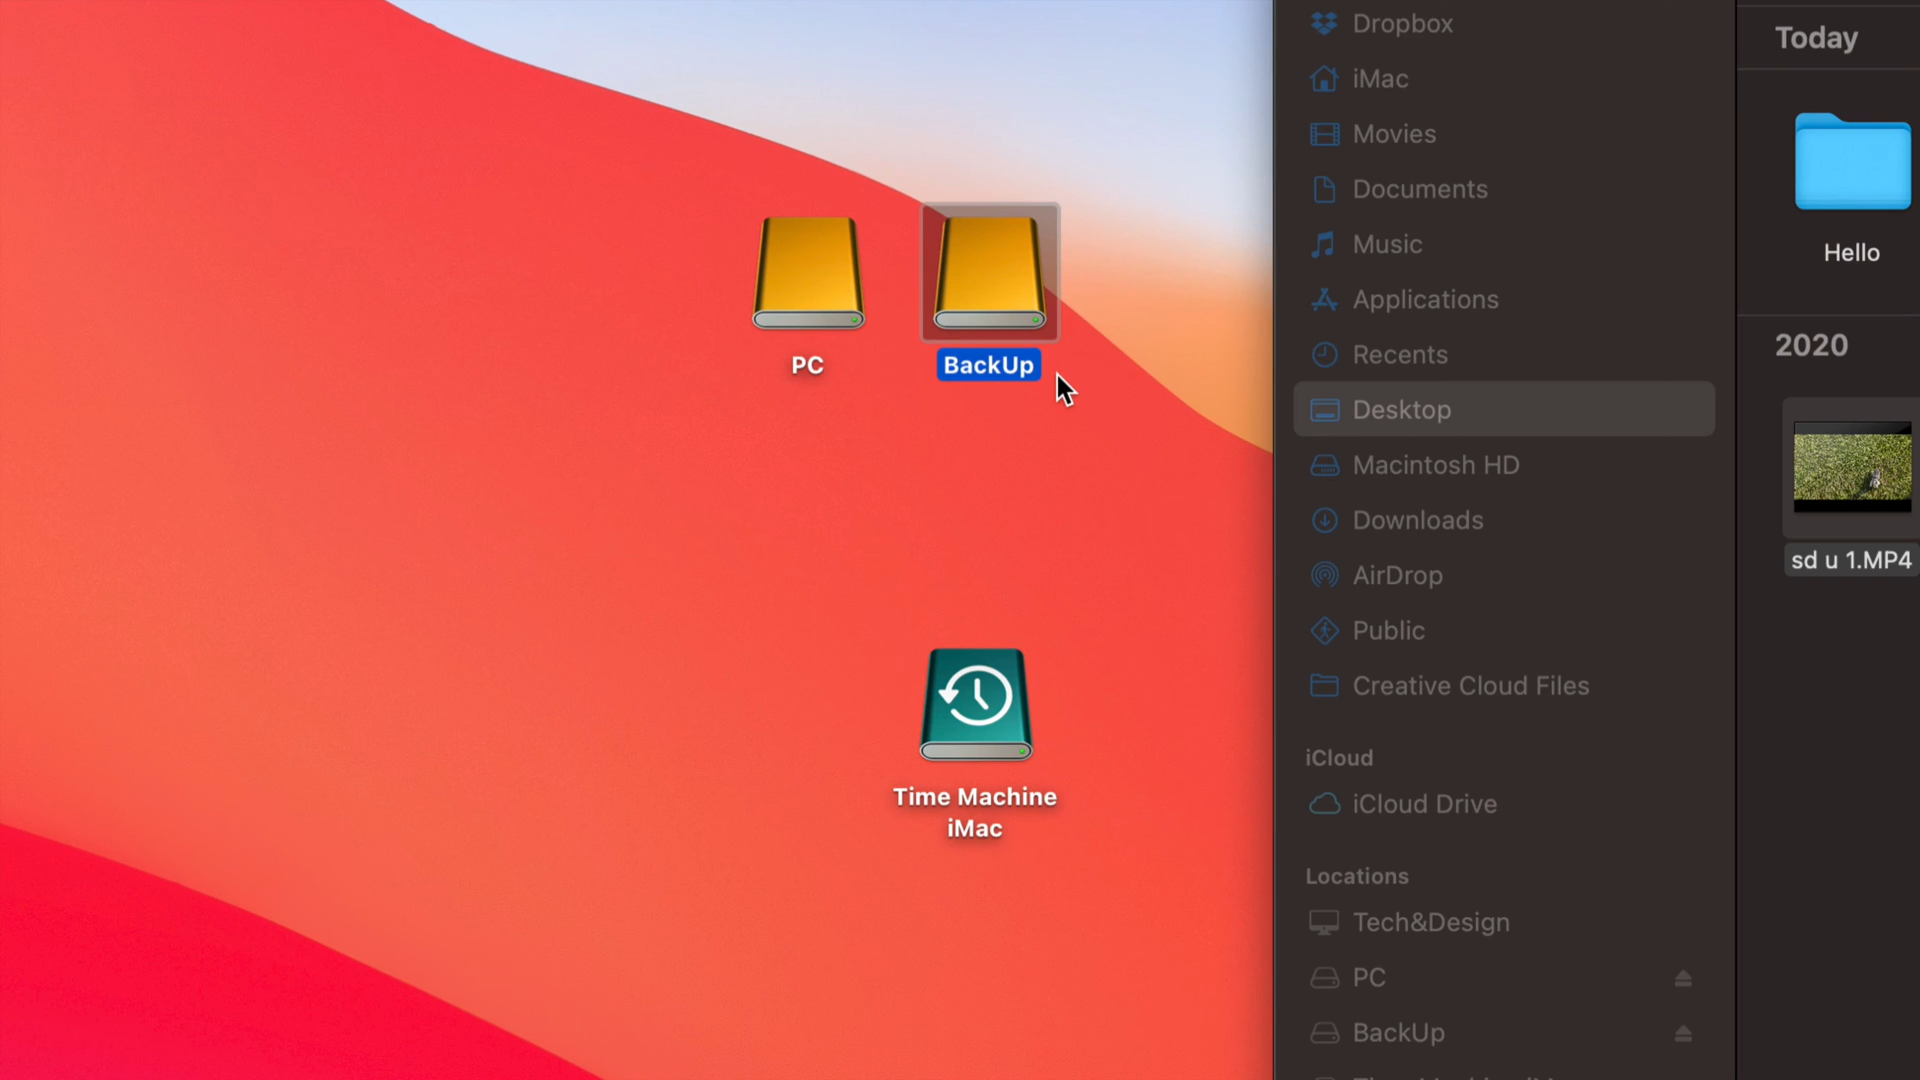 PC
BackUp
Time Machine
iMac
Dropbox
iMac
Movies
Documents
Music
Applications
Recents
Desktop
Macintosh HD
Downloads
AirDrop
Public
Creative Cloud Files
iCloud
iCloud Drive
Locations
Tech&Design
PC
BackUp
Today
Hello
2020
sd u 1.MP4